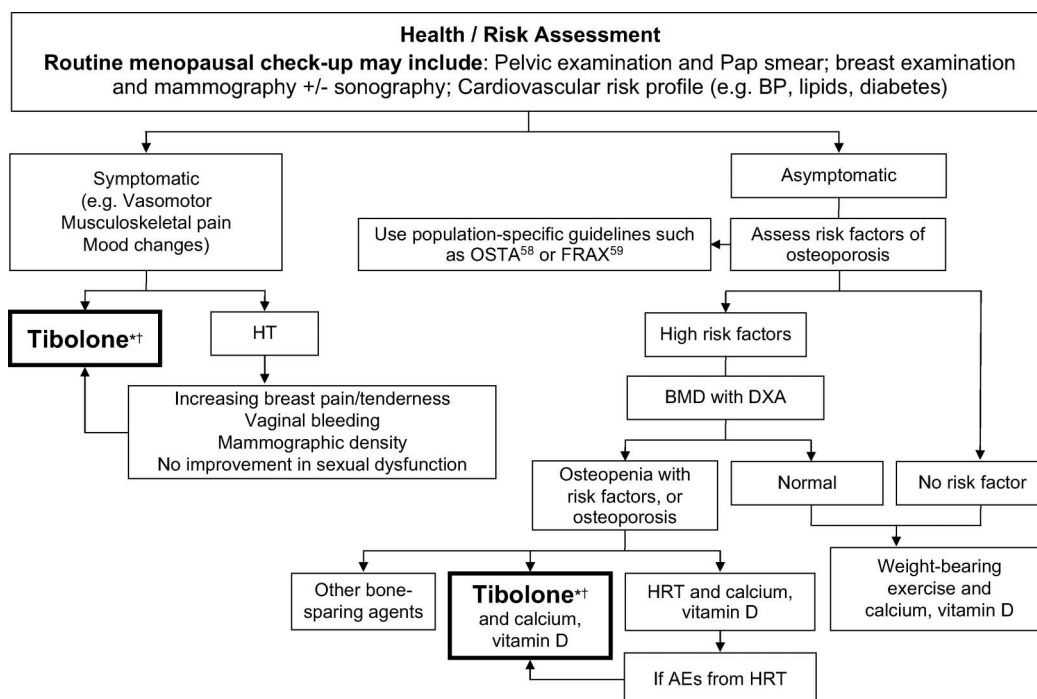 Health / Risk Assessment
Routine menopausal check-up may include: Pelvic examination and Pap smear; breast examination
and mammography +/- sonography; Cardiovascular risk profile (e.g. BP, lipids, diabetes)
Symptomatic
(e.g. Vasomotor
Musculoskeletal pain
Mood changes)
Asymptomatic
Use population-specific guidelines such
as OSTA⁵⁸ or FRAX⁵⁹
Assess risk factors of
osteoporosis
Tibolone*†
HT
High risk factors
Increasing breast pain/tenderness
Vaginal bleeding
Mammographic density
No improvement in sexual dysfunction
BMD with DXA
Osteopenia with
risk factors, or
osteoporosis
Normal
No risk factor
Other bone-
sparing agents
Tibolone*†
and calcium,
vitamin D
HRT and calcium,
vitamin D
Weight-bearing
exercise and
calcium, vitamin D
If AEs from HRT